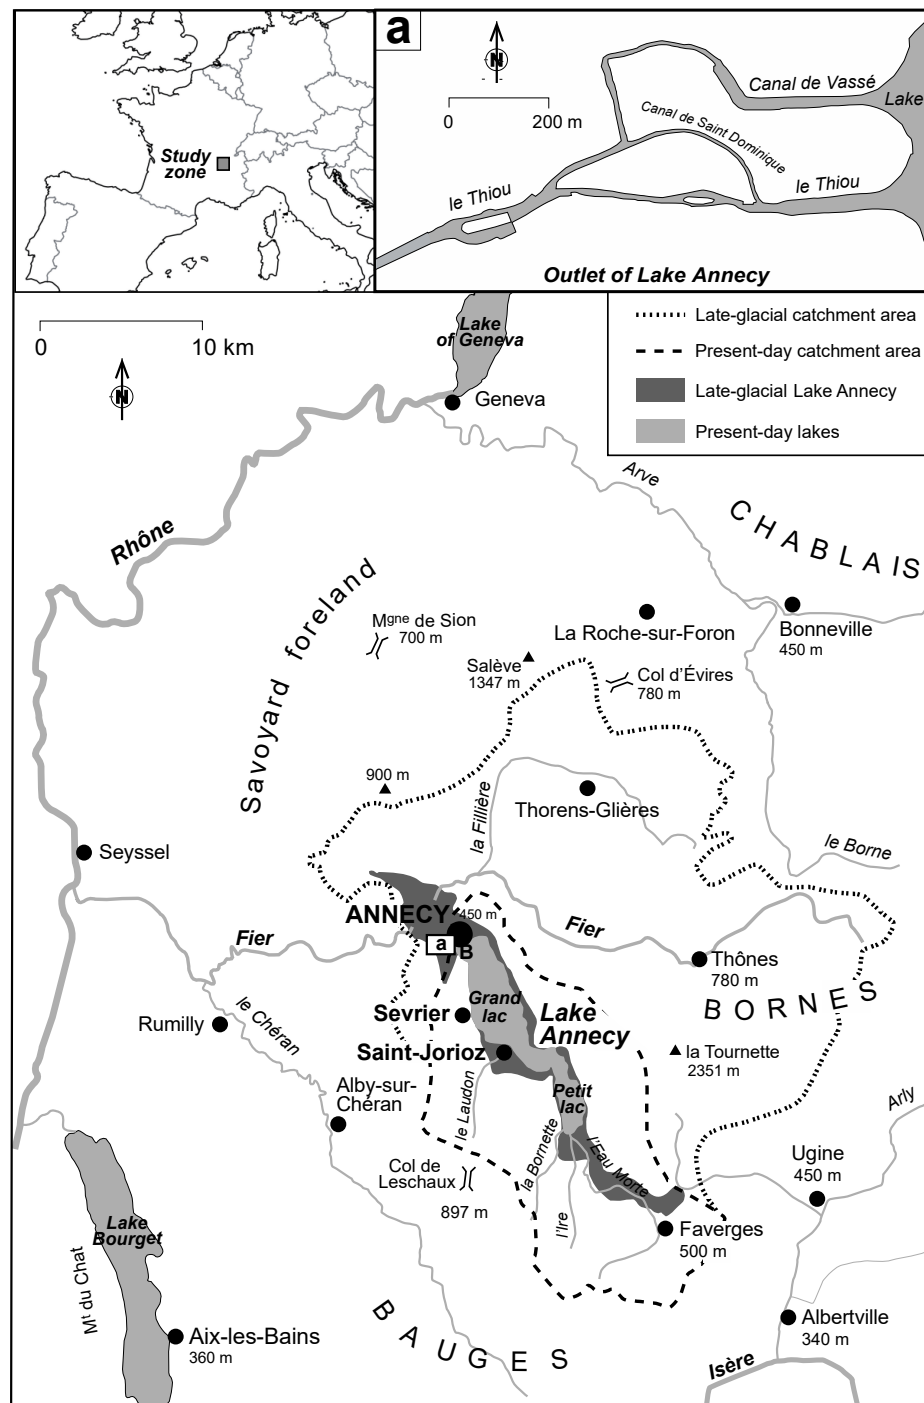 Study
zone
a
N
0 200 m
Canal de Vassé
Lake
Canal de Saint Dominique
le Thiou
le Thiou
Outlet of Lake Annecy
0 10 km
N
Late-glacial catchment area
Present-day catchment area
Late-glacial Lake Annecy
Present-day lakes
Lake
of Geneva
Geneva
Arve
CHABLAIS
Rhône
Savoyard foreland
Mgne de Sion
700 m
La Roche-sur-Foron
Bonneville
450 m
Salève
1347 m
Col d'Évires
780 m
900 m
la Fillière
Thorens-Glières
le Borne
Seyssel
ANNECY
450 m
a
B
Fier
Fier
Thônes
780 m
BORNES
Rumilly
le Chéran
Sevrier
Grand
lac
Lake
Annecy
Saint-Jorioz
la Tournette
2351 m
Alby-sur-
Chéran
le Laudon
Petit
lac
Arly
la Bornette
l'Eau Morte
l'Ire
Ugine
450 m
Col de
Leschaux
897 m
Faverges
500 m
Lake
Bourget
Mt du Chat
Aix-les-Bains
360 m
BAUGES
Albertville
340 m
Isère